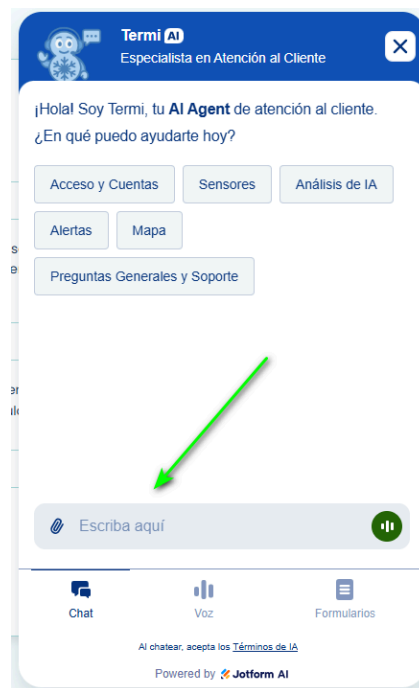 Termi AI
Especialista en Atención al Cliente
¡Hola! Soy Termi, tu AI Agent de atención al cliente.
¿En qué puedo ayudarte hoy?
Acceso y Cuentas
Sensores
Análisis de IA
Alertas
Mapa
Preguntas Generales y Soporte
Escriba aquí
Chat
Voz
Formularios
Al chatear, acepta los Términos de IA
Powered by Jotform AI